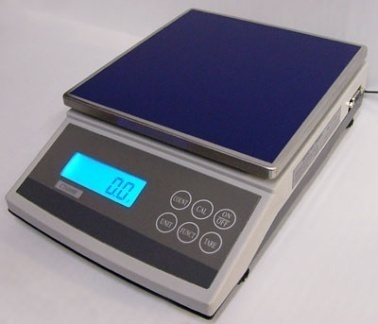 0.0
COUNT CAL ON
OFF
UNIT FUNCT TARE